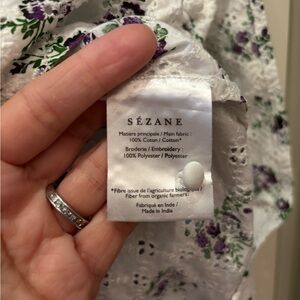 SÉZANE
Matière principale / Main fabric :
100% Coton / Cotton*
Broderie / Embroidery :
100% Polyester / Polyester
*Fibre issue de l'agriculture biologique /
Fiber from organic farmers
Fabriqué en Inde /
Made in India